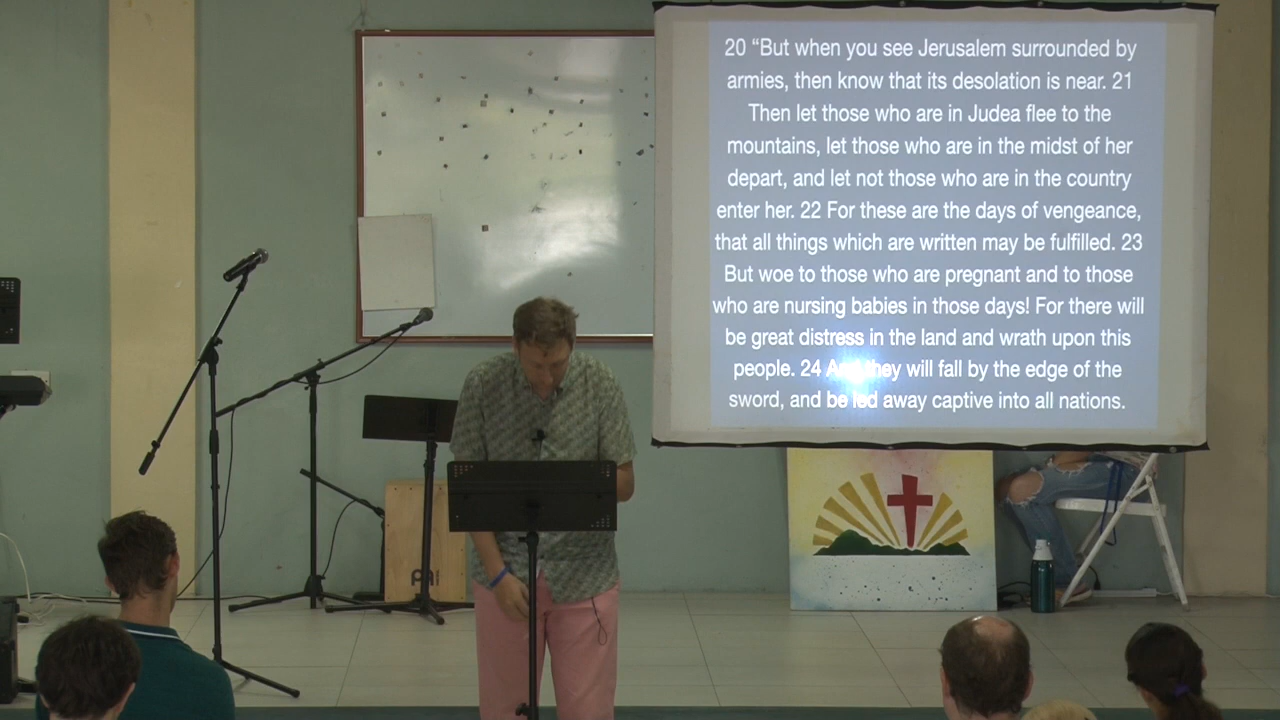 20 “But when you see Jerusalem surrounded by
armies, then know that its desolation is near. 21
Then let those who are in Judea flee to the
mountains, let those who are in the midst of her
depart, and let not those who are in the country
enter her. 22 For these are the days of vengeance,
that all things which are written may be fulfilled. 23
But woe to those who are pregnant and to those
who are nursing babies in those days! For there will
be great distress in the land and wrath upon this
people. 24 And they will fall by the edge of the
sword, and be led away captive into all nations.